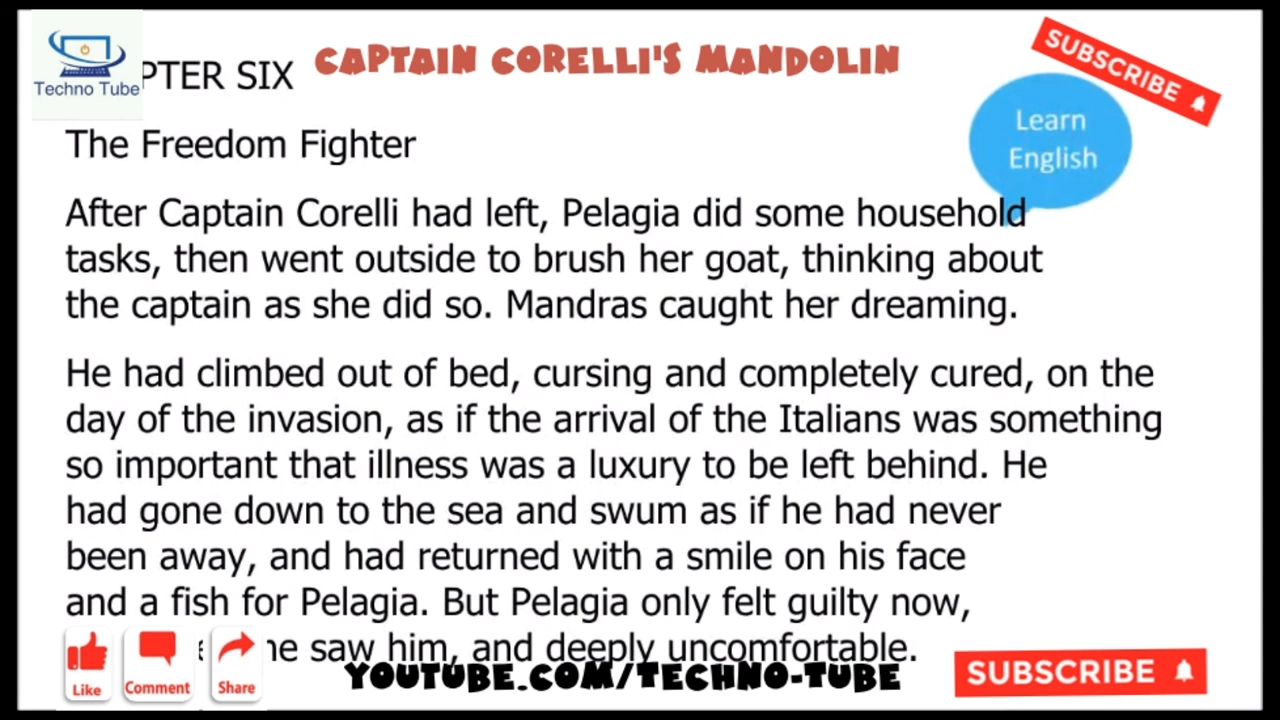 Techno Tube
PTER SIX
CAPTAIN CORELLI'S MANDOLIN
SUBSCRIBE
Learn
English
The Freedom Fighter
After Captain Corelli had left, Pelagia did some household
tasks, then went outside to brush her goat, thinking about
the captain as she did so. Mandras caught her dreaming.
He had climbed out of bed, cursing and completely cured, on the
day of the invasion, as if the arrival of the Italians was something
so important that illness was a luxury to be left behind. He
had gone down to the sea and swum as if he had never
been away, and had returned with a smile on his face
and a fish for Pelagia. But Pelagia only felt guilty now,
saw him, and deeply uncomfortable.
Like
Comment
Share
YOUTUBE.COM/TECHNO-TUBE
SUBSCRIBE